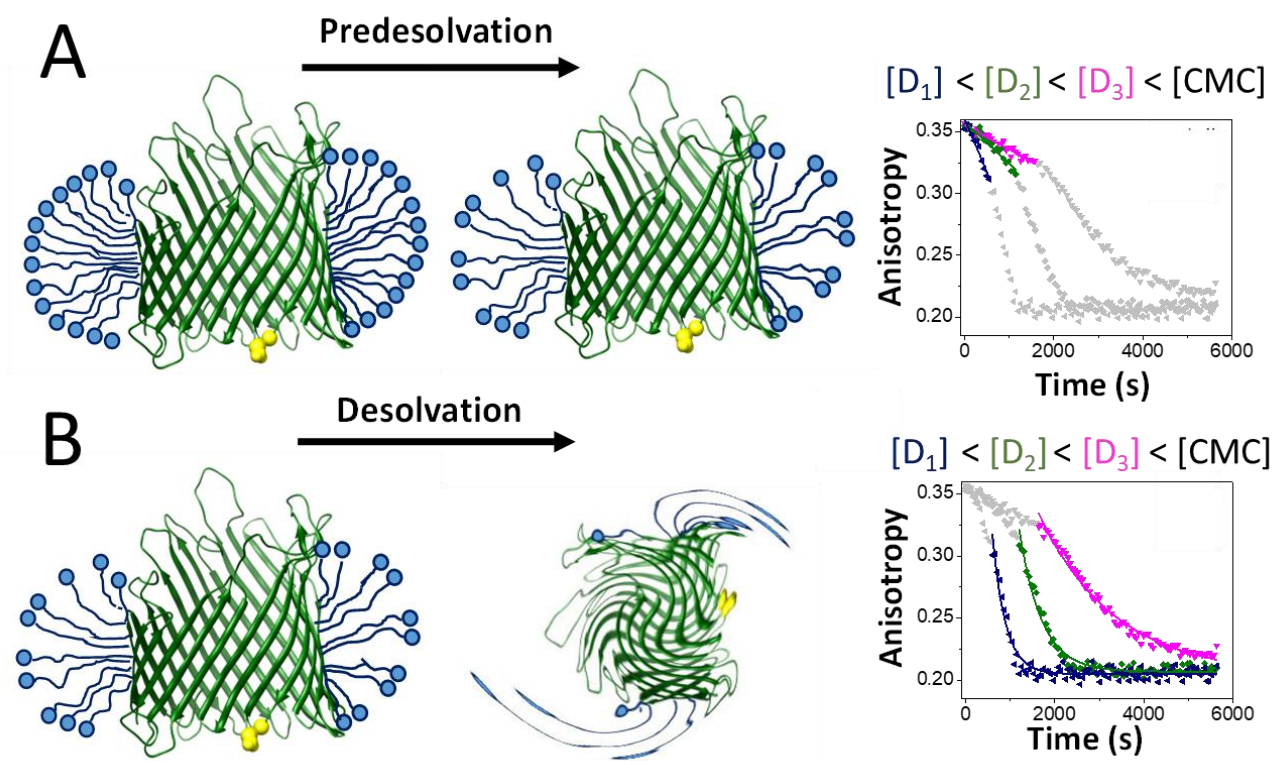 A
Predesolvation
[D1] < [D2] < [D3] < [CMC]
0.35
0.30
0.25
0.20
Anisotropy
0 2000 4000 6000
Time (s)
B
Desolvation
[D1] < [D2] < [D3] < [CMC]
0.35
0.30
0.25
0.20
Anisotropy
0 2000 4000 6000
Time (s)